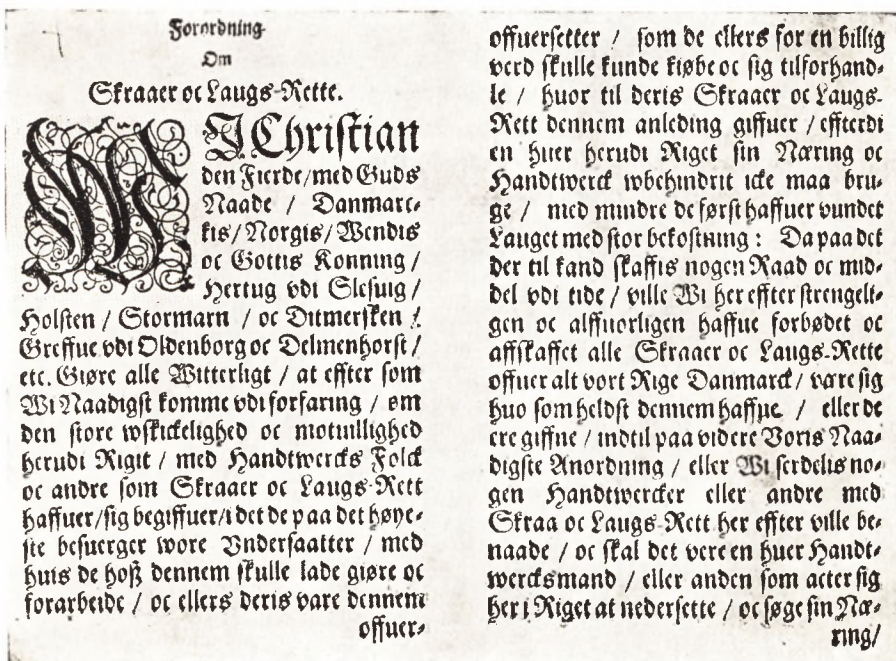 Forordning
Om
Skraaer oc Laugs-Rette.
WJ Christian
den Fierde/med Guds
Naade / Danmarc-
kis/Norgis/Wendis
oc Gottis Konning /
Hertug vdi Slesuig /
Holsten / Stormarn / oc Ditmersken /
Greffue vdi Oldenborg oc Delmenhorst /
etc. Giøre alle Witterligt / at effter som
Wi Naadigst komme vdi forfaring / om
den store wskickelighed oc motuillighed
herudi Rigit / med Handtwercks Folck
oc andre som Skraaer oc Laugs-Rett
haffuer/sig begiffuer/i det de paa det høye-
ste besuerger wore Vndersaatter / med
huis de hoß dennem skulle lade giøre oc
forarbeide / oc ellers deris vare dennem
offuer-
offuersetter / som de ellers for en billig
verd skulle kunde kiøbe oc sig tilforhand-
le / huor til deris Skraaer oc Laugs-
Rett dennem anleding giffuer / effterdi
en huer herudi Riget sin Næring oc
Handtwerck wbehindrit icke maa bru-
ge / med mindre de først haffuer vundet
Lauget med stor bekostning : Da paa det
der til kand skaffis nogen Raad oc mid-
del vdi tide / ville Wi her effter strengelt-
gen oc alffuorligen haffue forbødet oc
affskaffet alle Skraaer oc Laugs-Rette
offuer alt vort Rige Danmarck / være sig
huo som heldst dennem haffue / eller de
ere giffne / indtil paa videre Voris Naa-
digste Anordning / eller Wi serdelis no-
gen Handtwercker eller andre med
Skraa oc Laugs-Rett her effter ville be-
naade / oc skal det vere en huer Handt-
wercksmand / eller anden som acter sig
her i Riget at nedersette / oc søge sin Næ-
ring/